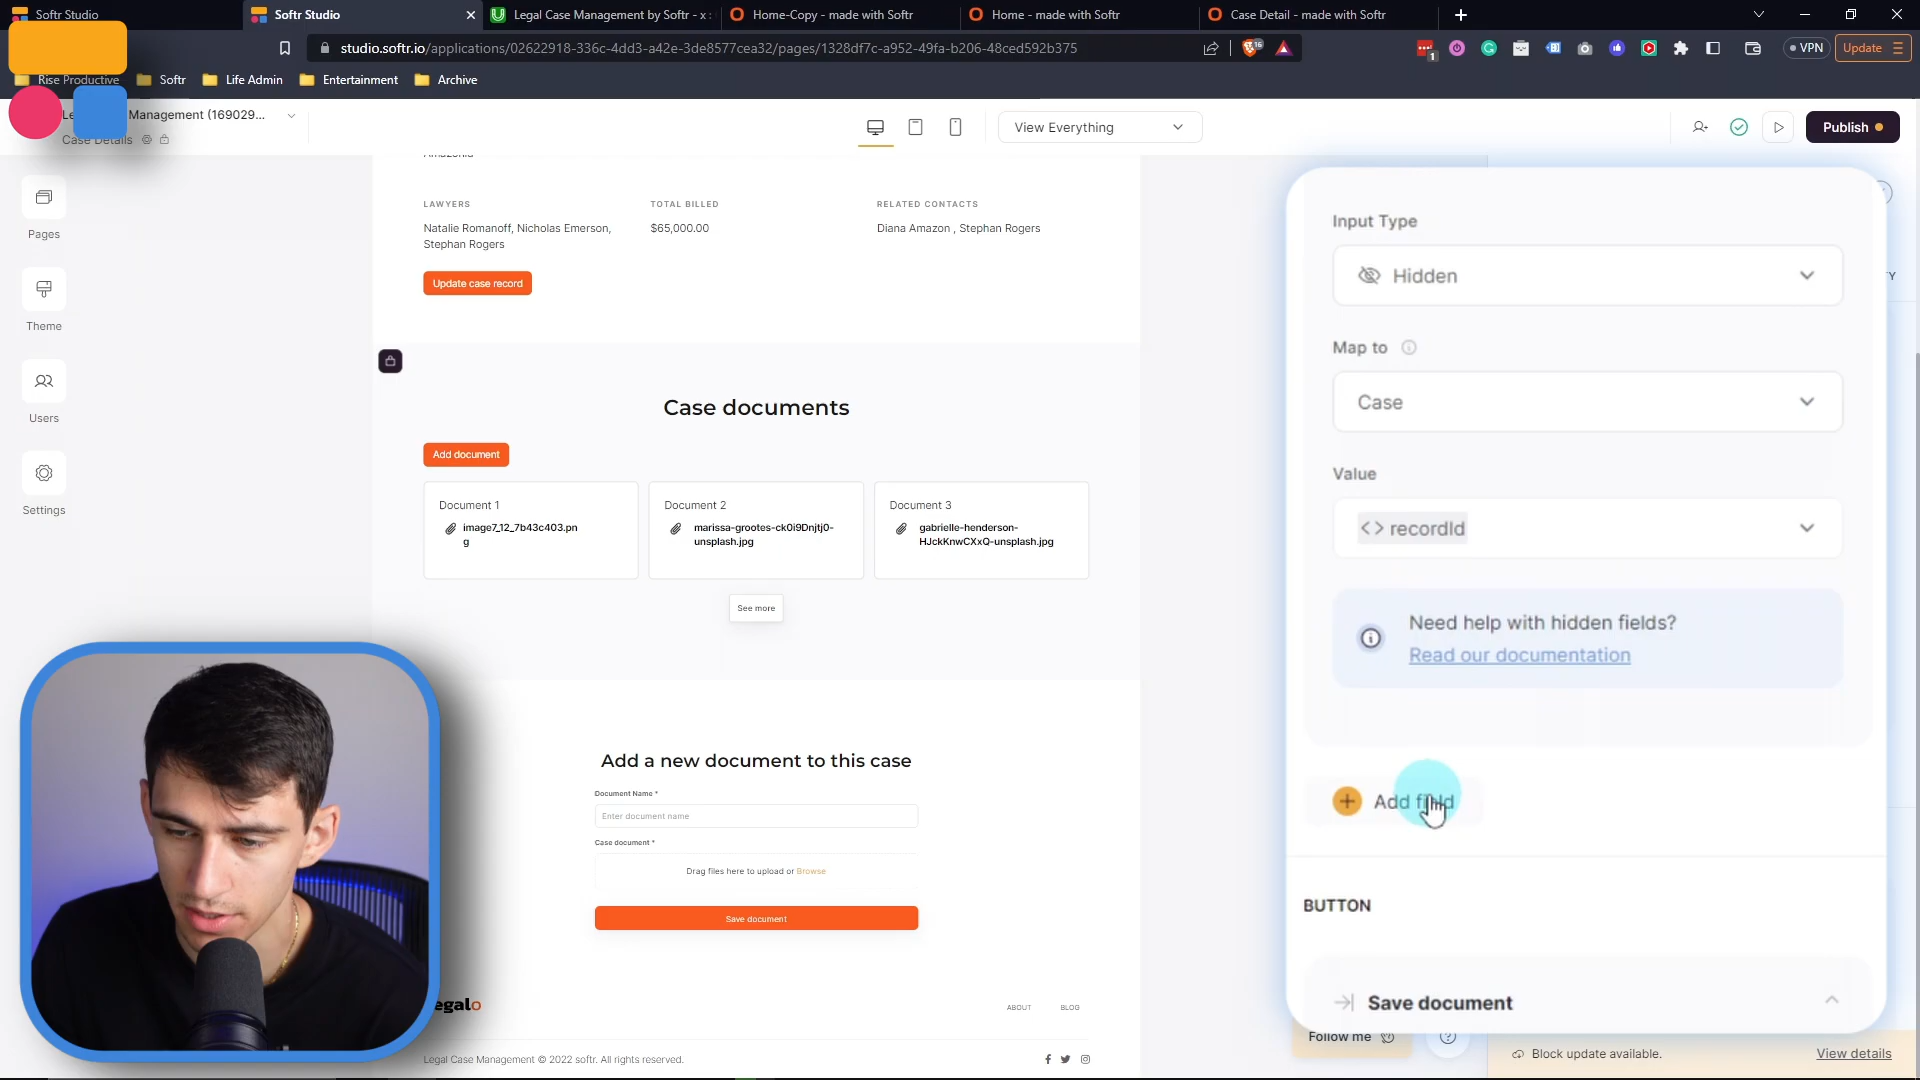 Softr Studio
Softr Studio
Legal Case Management by Softr - x
Home-Copy - made with Softr
Home - made with Softr
Case Detail - made with Softr
studio.softr.io/applications/02622918-336c-4dd3-a42e-3de8577cea32/pages/1328df7c-a952-49fa-b206-48ced592b375
16
1
VPN
Update
Rise Productive
Softr
Life Admin
Entertainment
Archive
Management (169029...
Case Details
View Everything
Publish
Pages
Theme
Users
Settings
Amazonia
LAWYERS
TOTAL BILLED
RELATED CONTACTS
Natalie Romanoff, Nicholas Emerson,
Stephan Rogers
$65,000.00
Diana Amazon , Stephan Rogers
Update case record
Case documents
Add document
Document 1
image7_12_7b43c403.pn
g
Document 2
marissa-grootes-ck0i9Dnjtj0-
unsplash.jpg
Document 3
gabrielle-henderson-
HJckKnwCXxQ-unsplash.jpg
See more
Add a new document to this case
Document Name *
Enter document name
Case document *
Drag files here to upload or Browse
Save document
egalo
ABOUT
BLOG
Legal Case Management © 2022 softr. All rights reserved.
Input Type
Hidden
Map to
Case
Value
<> recordId
Need help with hidden fields?
Read our documentation
Add field
BUTTON
Save document
Follow me
Block update available.
View details